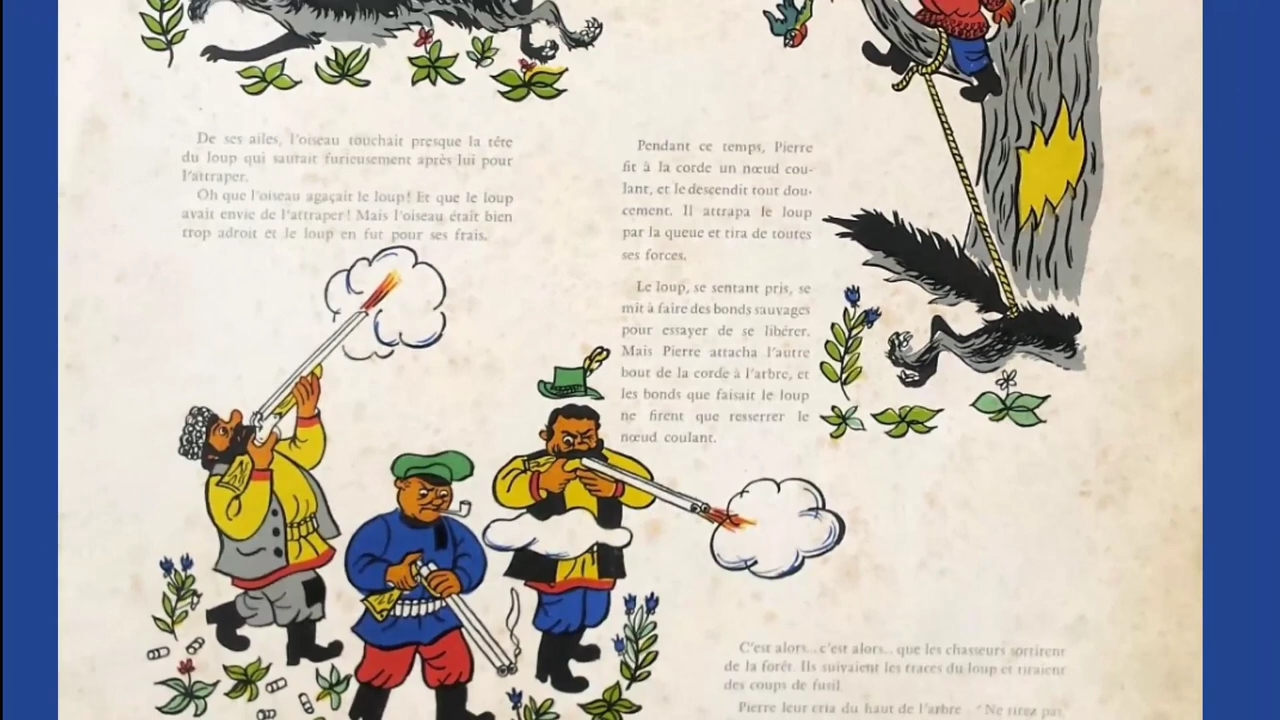 De ses ailes, l'oiseau touchait presque la tête
du loup qui sautait furieusement après lui pour
l'attraper.
Oh que l'oiseau agaçait le loup! Et que le loup
avait envie de l'attraper! Mais l'oiseau était bien
trop adroit et le loup en fut pour ses frais.
Pendant ce temps, Pierre
fit à la corde un nœud cou-
lant, et le descendit tout dou-
cement. Il attrapa le loup
par la queue et tira de toutes
ses forces.
Le loup, se sentant pris, se
mit à faire des bonds sauvages
pour essayer de se libérer.
Mais Pierre attacha l'autre
bout de la corde à l'arbre, et
les bonds que faisait le loup
ne firent que resserrer le
nœud coulant.
C'est alors... c'est alors... que les chasseurs sortirent
de la forêt. Ils suivaient les traces du loup et tiraient
des coups de fusil.
Pierre leur cria du haut de l'arbre : "Ne tirez pas,